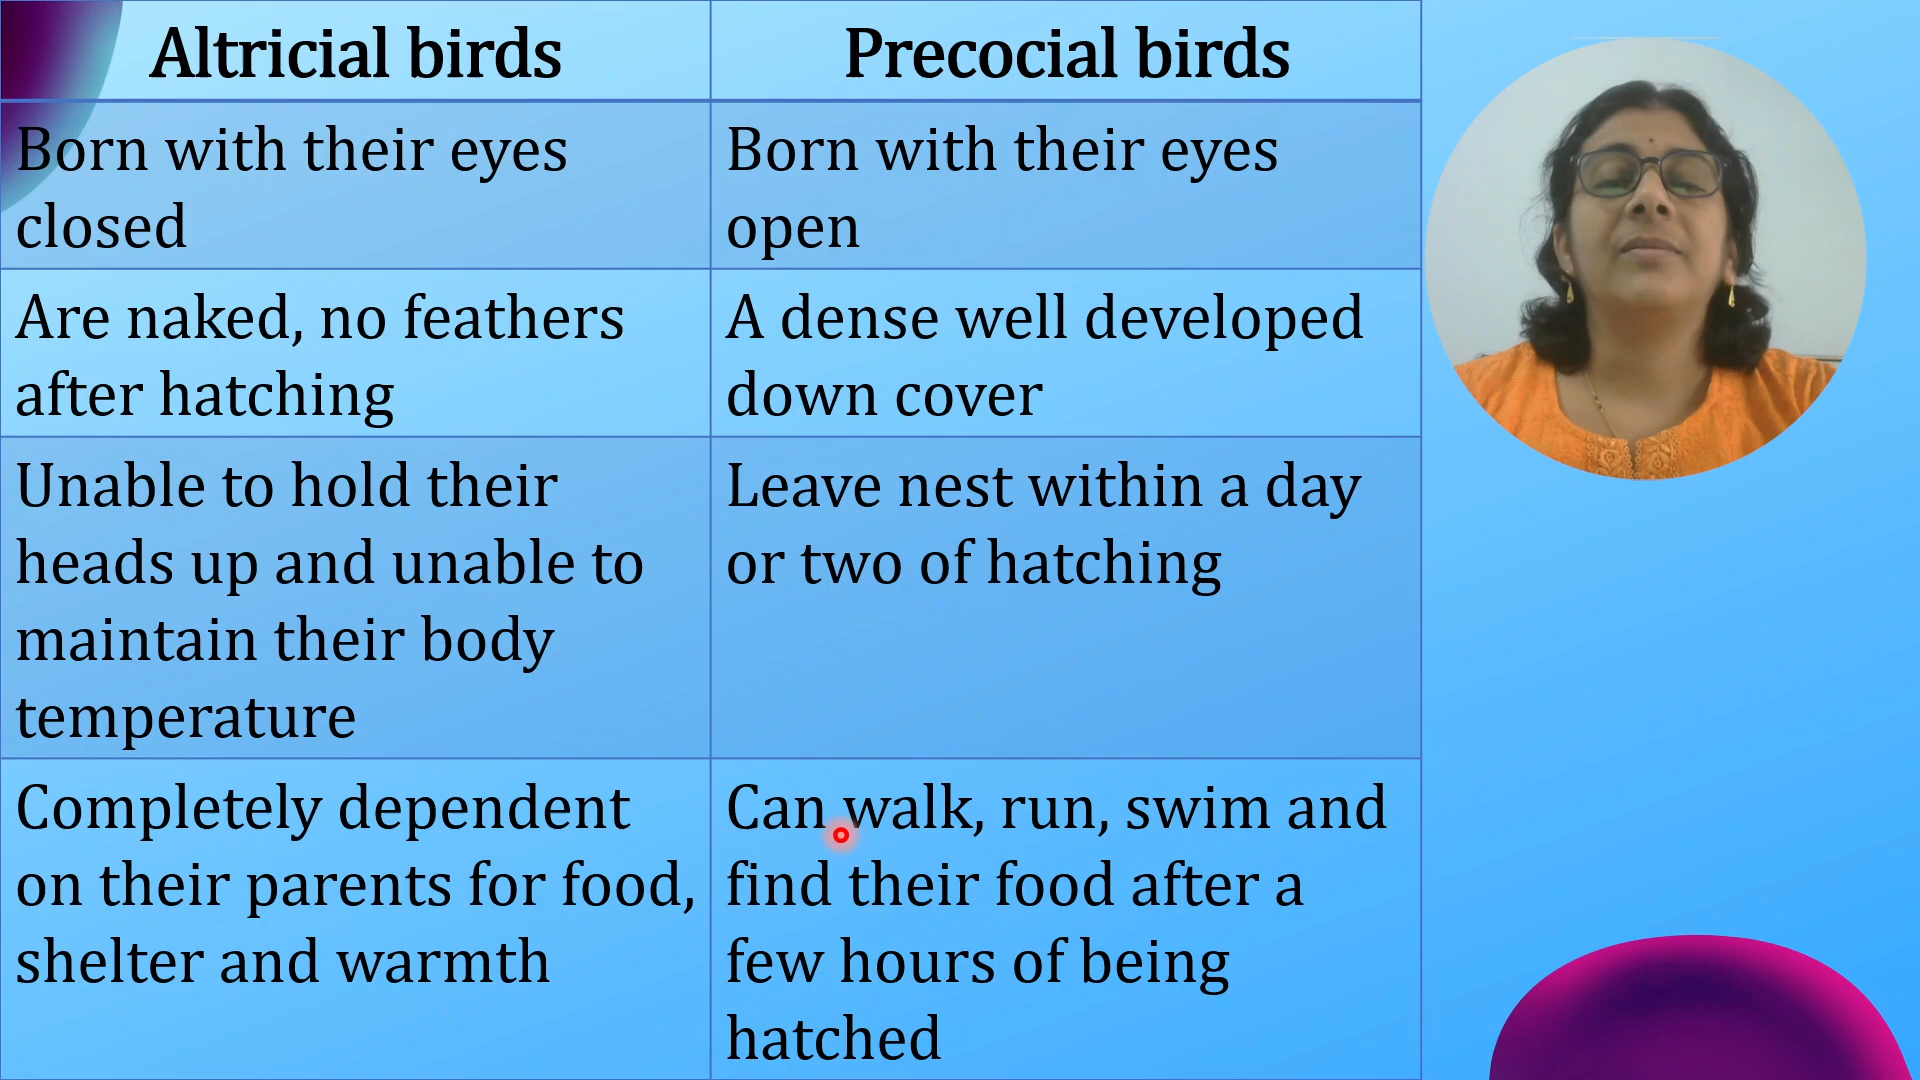 Altricial birds
Precocial birds
Born with their eyes
closed
Born with their eyes
open
Are naked, no feathers
after hatching
A dense well developed
down cover
Unable to hold their
heads up and unable to
maintain their body
temperature
Leave nest within a day
or two of hatching
Completely dependent
on their parents for food,
shelter and warmth
Can walk, run, swim and
find their food after a
few hours of being
hatched